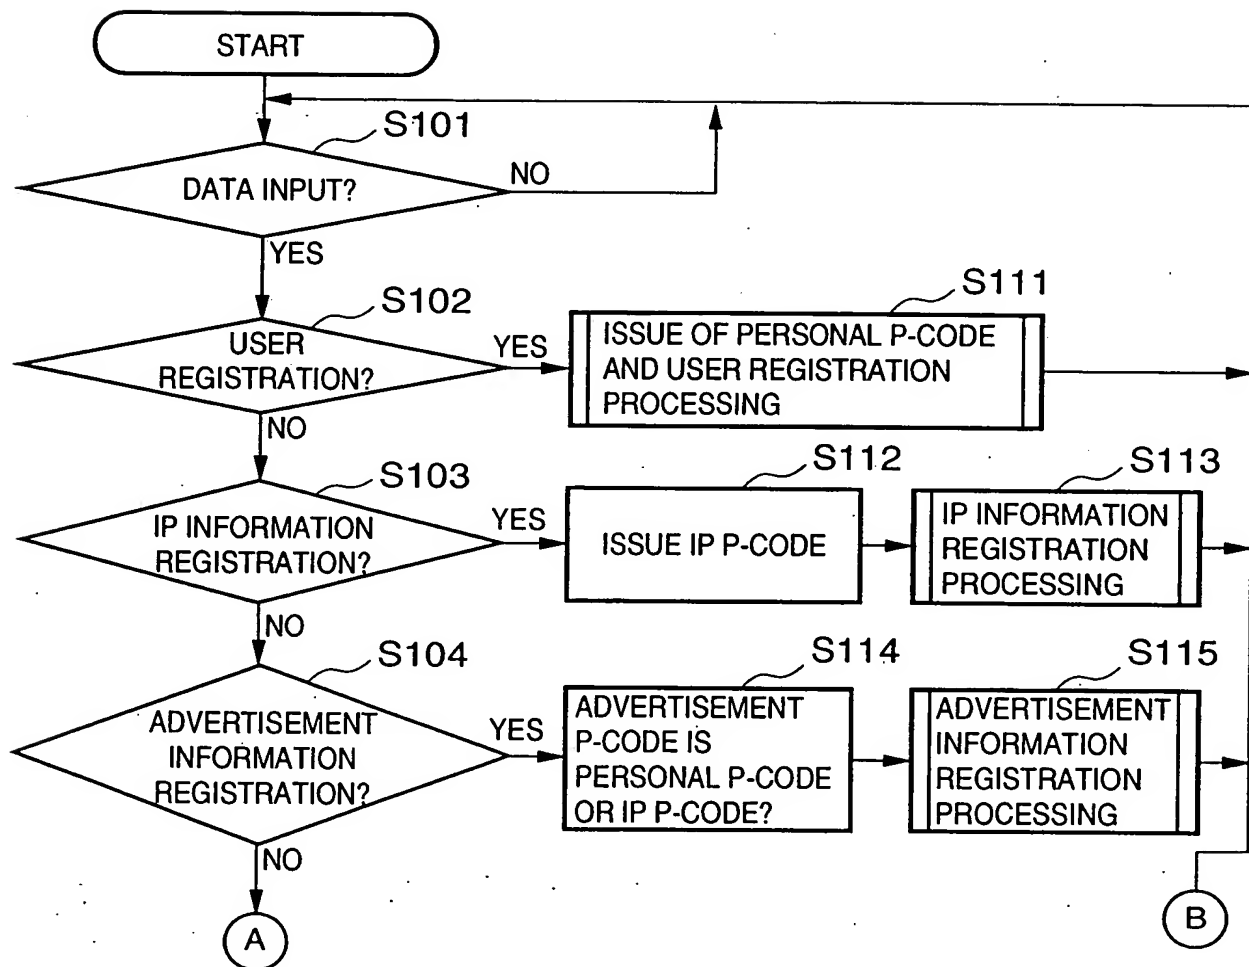 START
S101
DATA INPUT?
NO
YES
S102
S111
USER
REGISTRATION?
YES
ISSUE OF PERSONAL P-CODE
AND USER REGISTRATION
PROCESSING
NO
S103
S112
S113
IP INFORMATION
REGISTRATION?
YES
ISSUE IP P-CODE
IP INFORMATION
REGISTRATION
PROCESSING
NO
S104
S114
S115
ADVERTISEMENT
INFORMATION
REGISTRATION?
YES
ADVERTISEMENT
P-CODE IS
PERSONAL P-CODE
OR IP P-CODE?
ADVERTISEMENT
INFORMATION
REGISTRATION
PROCESSING
NO
A
B